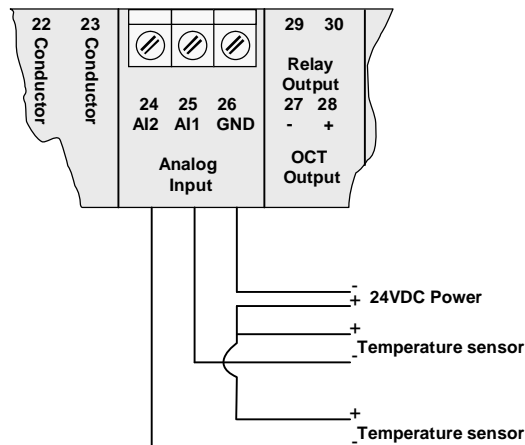 22 23
Conductor
Conductor
24 25 26
AI2 AI1 GND
Analog
Input
29 30
Relay
Output
27 28
- +
OCT
Output
-
+ 24VDC Power
+
- Temperature sensor
+
- Temperature sensor